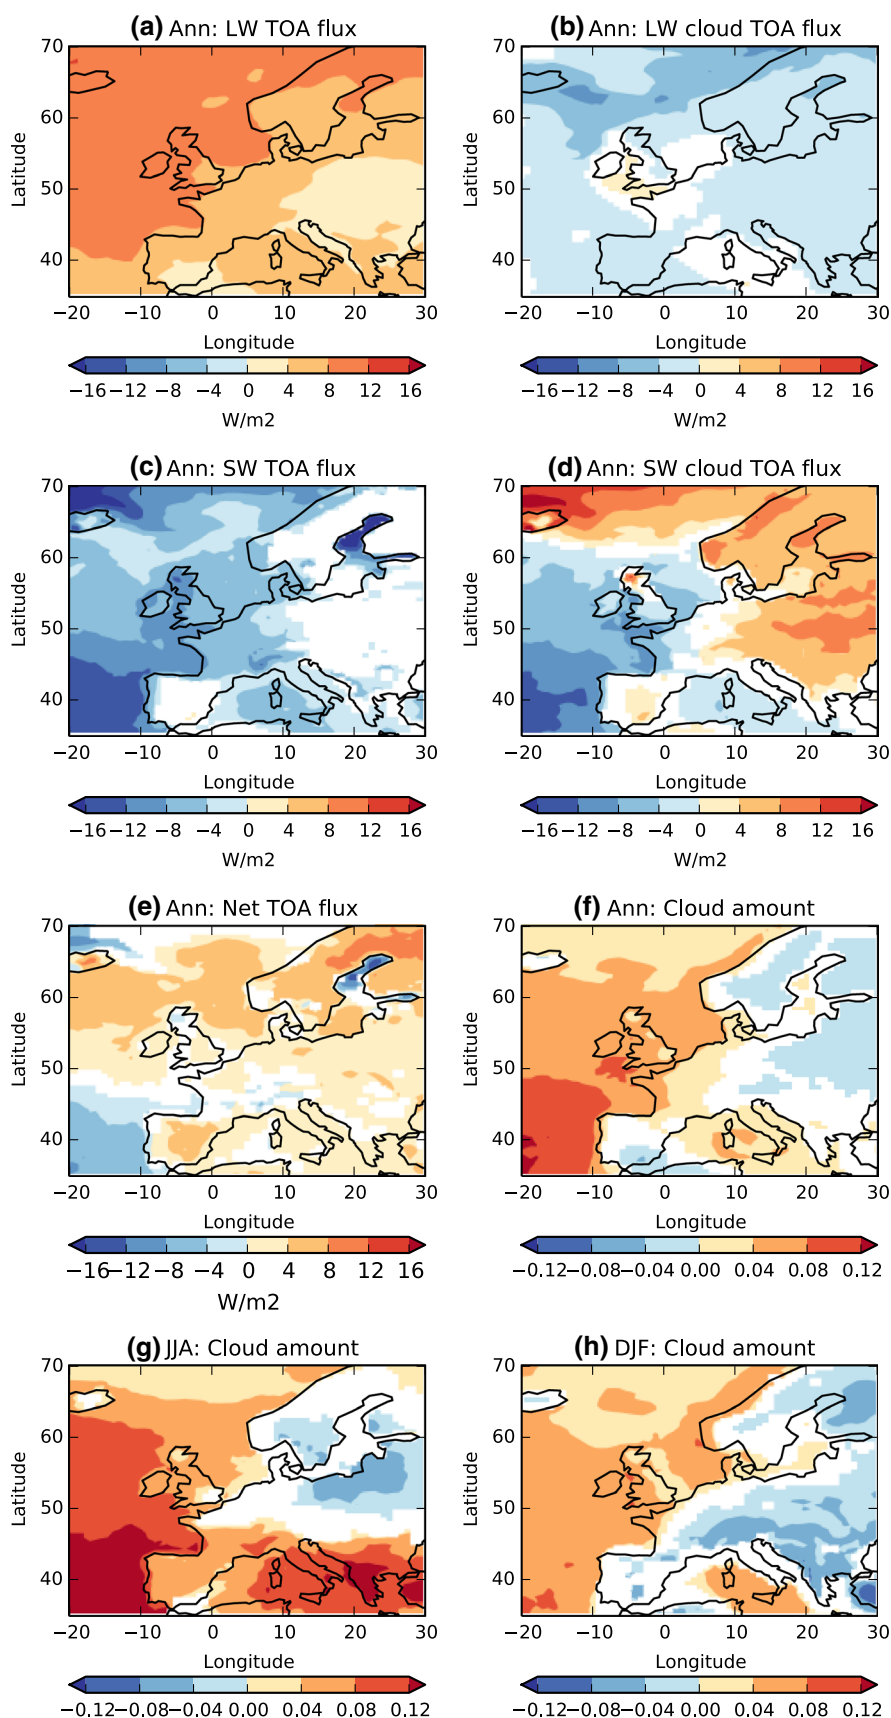 (a) Ann: LW TOA flux
70
60
50
40
Latitude
−20 −10 0 10 20 30
Longitude
−16 −12 −8 −4 0 4 8 12 16
W/m2
(b) Ann: LW cloud TOA flux
70
60
50
40
Latitude
−20 −10 0 10 20 30
Longitude
−16 −12 −8 −4 0 4 8 12 16
W/m2
(c) Ann: SW TOA flux
70
60
50
40
Latitude
−20 −10 0 10 20 30
Longitude
−16 −12 −8 −4 0 4 8 12 16
W/m2
(d) Ann: SW cloud TOA flux
70
60
50
40
Latitude
−20 −10 0 10 20 30
Longitude
−16 −12 −8 −4 0 4 8 12 16
W/m2
(e) Ann: Net TOA flux
70
60
50
40
Latitude
−20 −10 0 10 20 30
Longitude
−16 −12 −8 −4 0 4 8 12 16
W/m2
(f) Ann: Cloud amount
70
60
50
40
Latitude
−20 −10 0 10 20 30
Longitude
−0.12 −0.08 −0.04 0.00 0.04 0.08 0.12
(g) JJA: Cloud amount
70
60
50
40
Latitude
−20 −10 0 10 20 30
Longitude
−0.12 −0.08 −0.04 0.00 0.04 0.08 0.12
(h) DJF: Cloud amount
70
60
50
40
Latitude
−20 −10 0 10 20 30
Longitude
−0.12 −0.08 −0.04 0.00 0.04 0.08 0.12